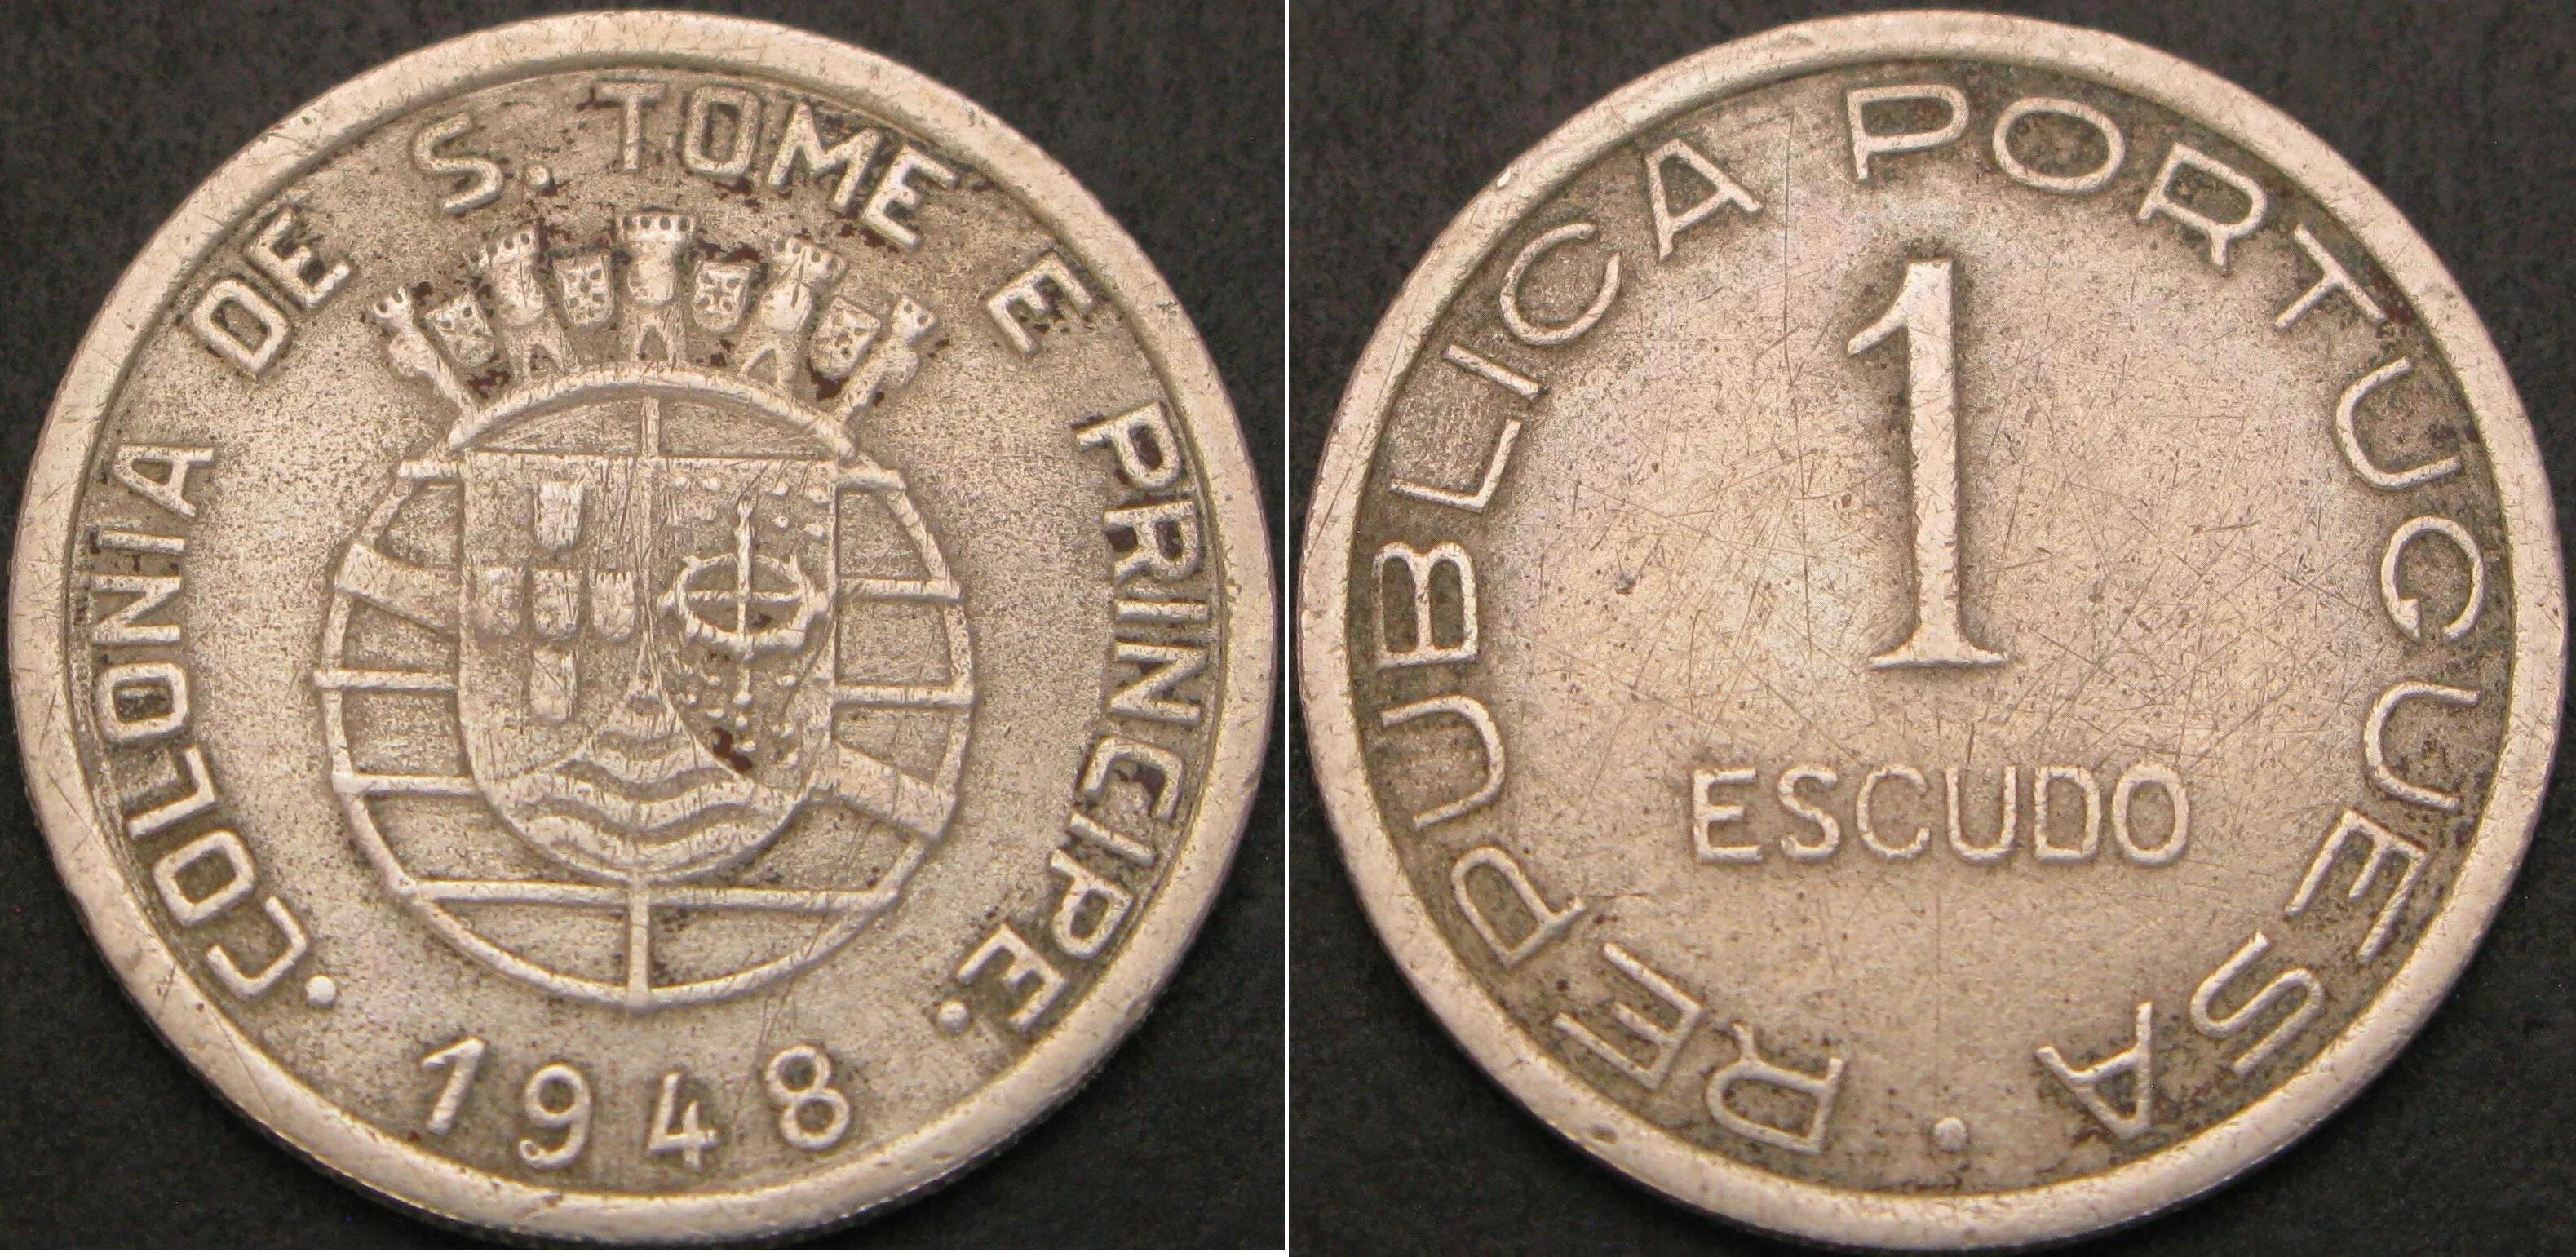 ·COLONIA DE S. TOME E PRINCIPE·
1948
REPUBLICA PORTUGUESA ·
1
ESCUDO